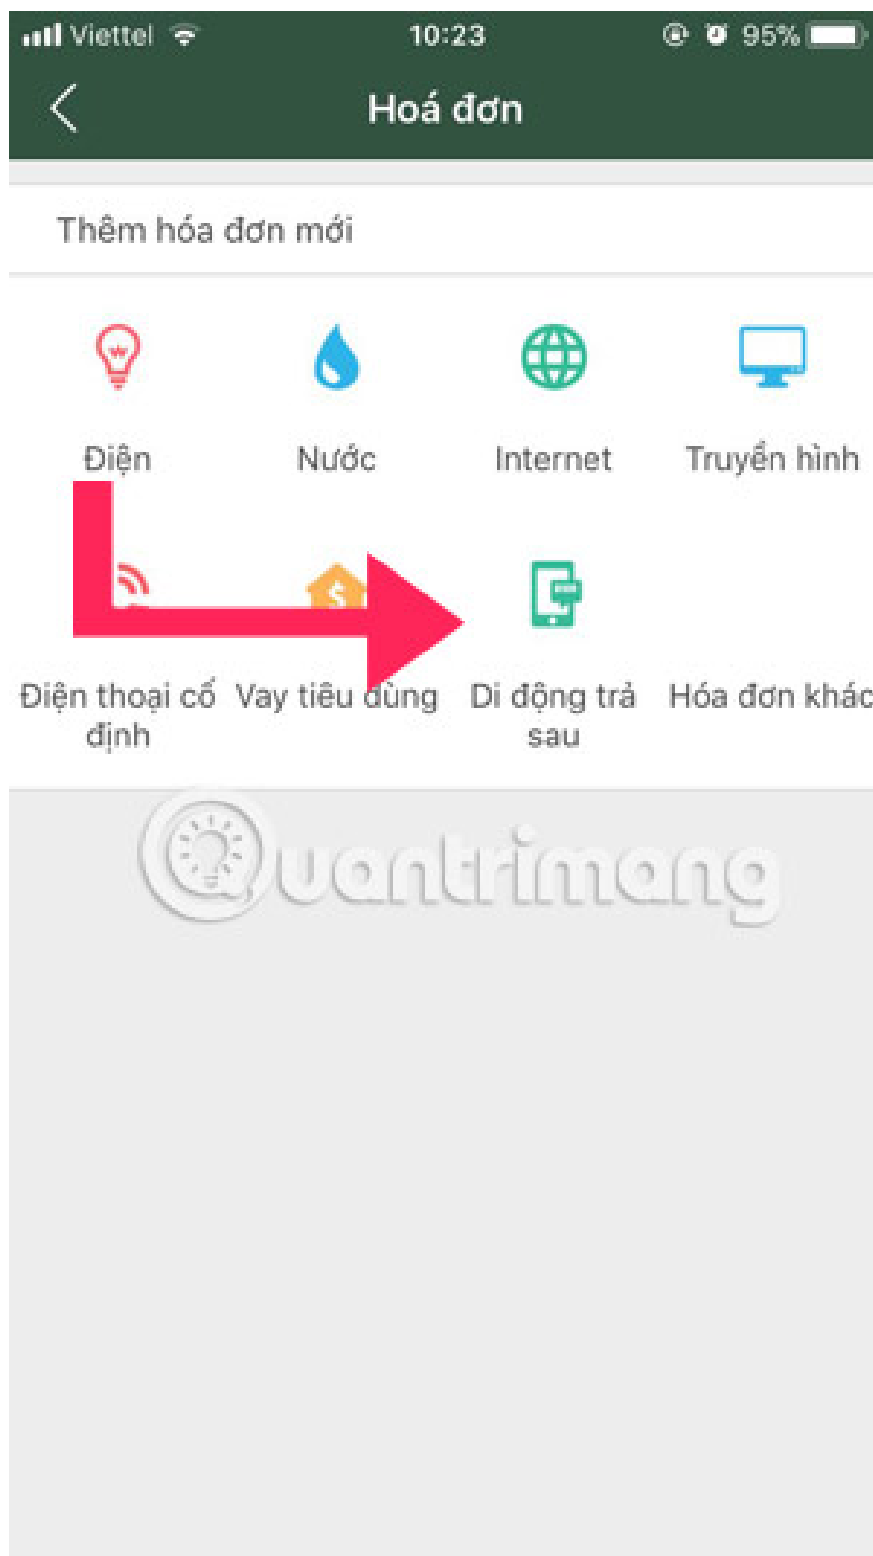 Viettel 10:23 95%
Hoá đơn
Thêm hóa đơn mới
Điện Nước Internet Truyền hình
Điện thoại cố định
Vay tiêu dùng
Di động trả sau
Hóa đơn khác
Quantrimang